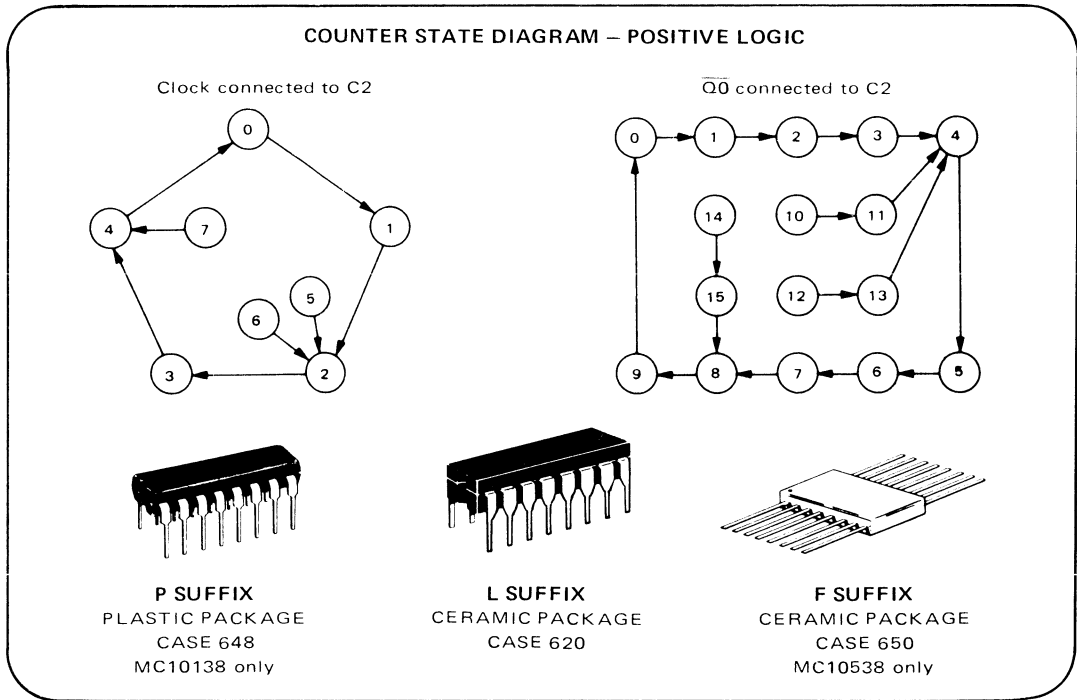 COUNTER STATE DIAGRAM – POSITIVE LOGIC
Clock connected to C2
0
1
2
3
4
7
5
6
Q̅0̅ connected to C2
0 1 2 3 4
14 10 11
15 12 13
9 8 7 6 5
P SUFFIX
PLASTIC PACKAGE
CASE 648
MC10138 only
L SUFFIX
CERAMIC PACKAGE
CASE 620
F SUFFIX
CERAMIC PACKAGE
CASE 650
MC10538 only